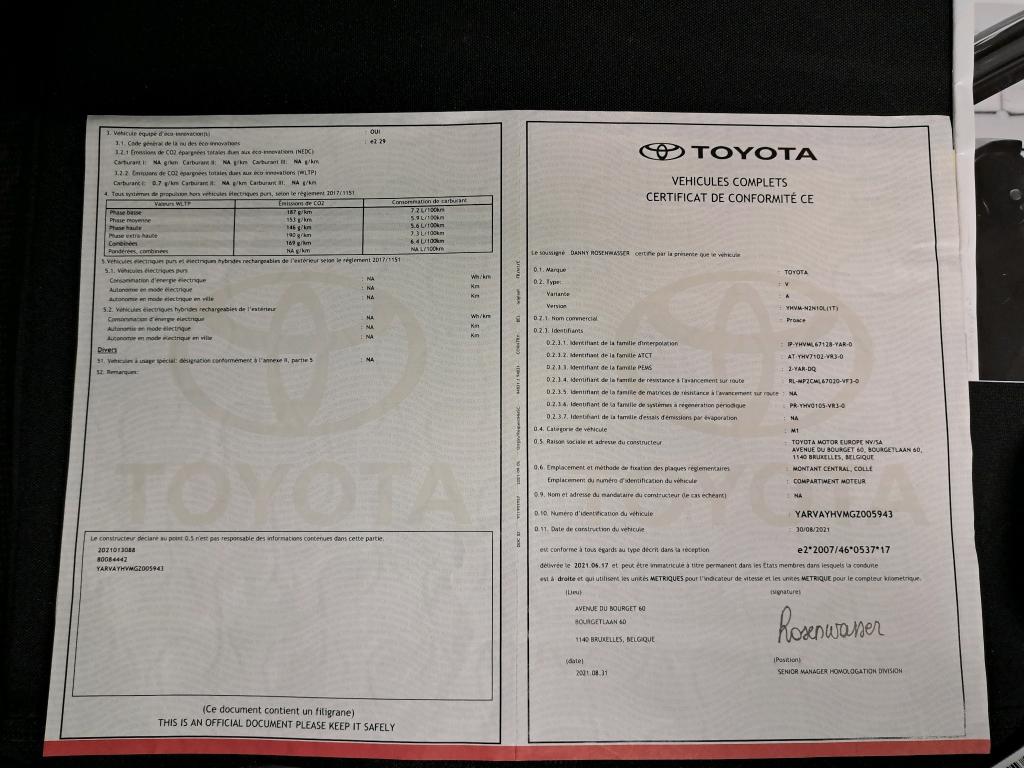 3. Véhicule équipé d'éco-innovation(s) : OUI
3.1. Code général de la ou des éco-innovations : e2 29
3.2.1 Émissions de CO2 épargnées totales dues aux éco-innovations (NEDC)
Carburant I: NA g/km Carburant II: NA g/km Carburant III: NA g/km
3.2.2. Émissions de CO2 épargnées totales dues aux éco-innovations (WLTP)
Carburant I: 0.7 g/km Carburant II: NA g/km Carburant III: NA g/km
4. Tous systèmes de propulsion hors véhicules électriques purs, selon le règlement 2017/1151
Valeurs WLTP Émissions de CO2 Consommation de carburant
Phase basse 187 g/km 7.2 L/100km
Phase moyenne 153 g/km 5.9 L/100km
Phase haute 146 g/km 5.6 L/100km
Phase extra-haute 190 g/km 7.3 L/100km
Combinées 169 g/km 6.4 L/100km
Pondérées, combinées NA g/km NA L/100km
5. Véhicules électriques purs et électriques hybrides rechargeables de l'extérieur selon le règlement 2017/1151
5.1. Véhicules électriques purs
Consommation d'énergie électrique : NA Wh/km
Autonomie en mode électrique : NA Km
Autonomie en mode électrique en ville : NA Km
5.2. Véhicules électriques hybrides rechargeables de l'extérieur
Consommation d'énergie électrique : NA Wh/km
Autonomie en mode électrique : NA Km
Autonomie en mode électrique en ville : NA Km
Divers
51. Véhicules à usage spécial: désignation conformément à l'annexe II, partie 5 : NA
52. Remarques:
TOYOTA
Le constructeur déclaré au point 0.5 n'est pas responsable des informations contenues dans cette partie.
2021013088
80084442
YARVAYHVMGZ005943
(Ce document contient un filigrane)
THIS IS AN OFFICIAL DOCUMENT PLEASE KEEP IT SAFELY
TOYOTA
VEHICULES COMPLETS
CERTIFICAT DE CONFORMITÉ CE
Le soussigné DANNY ROSENWASSER certifie par la présente que le véhicule
0.1. Marque : TOYOTA
0.2. Type: : V
Variante : A
Version : YHVM-N2N10L(1T)
0.2.1. Nom commercial : Proace
0.2.3. Identifiants
0.2.3.1. Identifiant de la famille d'interpolation : IP-YHVML67128-YAR-0
0.2.3.2. Identifiant de la famille ATCT : AT-YHV7102-VR3-0
0.2.3.3. Identifiant de la famille PEMS : 2-YAR-DQ
0.2.3.4. Identifiant de la famille de résistance à l'avancement sur route : RL-MP2CML67020-VF3-0
0.2.3.5. Identifiant de la famille de matrices de résistance à l'avancement sur route : NA
0.2.3.6. Identifiant de la famille de systèmes à régénération périodique : PR-YHV0105-VR3-0
0.2.3.7. Identifiant de la famille d'essais d'émissions par évaporation : NA
0.4. Catégorie de véhicule : M1
0.5. Raison sociale et adresse du constructeur : TOYOTA MOTOR EUROPE NV/SA
AVENUE DU BOURGET 60, BOURGETLAAN 60,
1140 BRUXELLES, BELGIQUE
0.6. Emplacement et méthode de fixation des plaques réglementaires : MONTANT CENTRAL, COLLÉ
Emplacement du numéro d'identification du véhicule : COMPARTIMENT MOTEUR
0.9. Nom et adresse du mandataire du constructeur (le cas échéant) : NA
0.10. Numéro d'identification du véhicule : YARVAYHVMGZ005943
0.11. Date de construction du véhicule : 30/08/2021
est conforme à tous égards au type décrit dans la réception e2*2007/46*0537*17
délivrée le 2021.06.17 et peut être immatriculé à titre permanent dans les États membres dans lesquels la conduite
est à droite et qui utilisent les unités METRIQUES pour l'indicateur de vitesse et les unités METRIQUE pour le compteur kilométrique.
(Lieu) (signature)
AVENUE DU BOURGET 60
BOURGETLAAN 60
1140 BRUXELLES, BELGIQUE
Rosenwasser
(date) (Position)
2021.08.31 SENIOR MANAGER HOMOLOGATION DIVISION